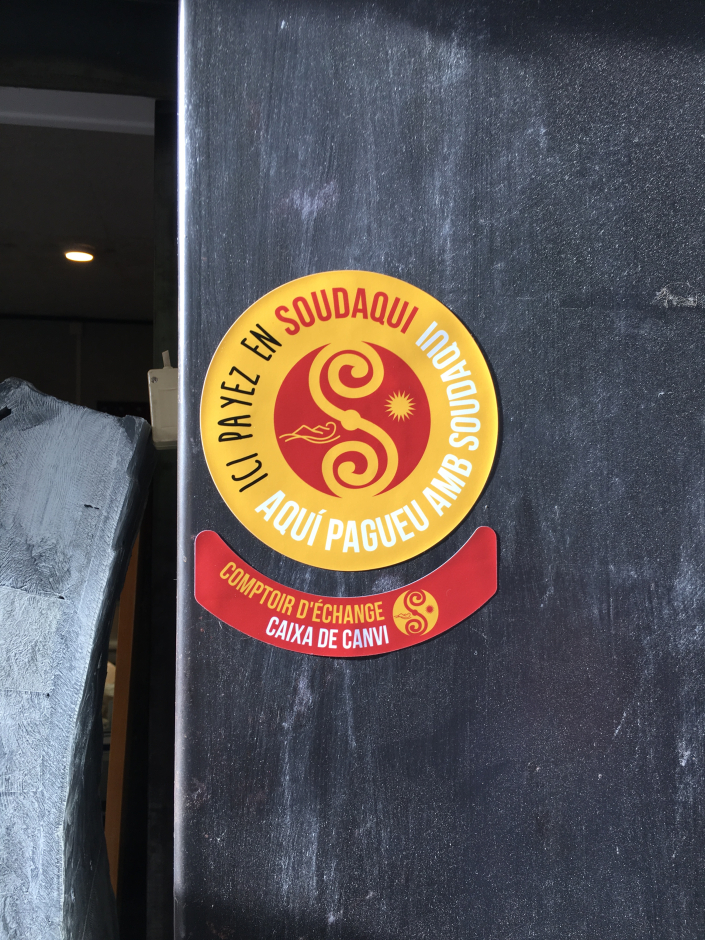 ICI PAYEZ EN SOUDAQUI
AQUÍ PAGUEU AMB SOUDAQUI
COMPTOIR D'ÉCHANGE
CAIXA DE CANVI